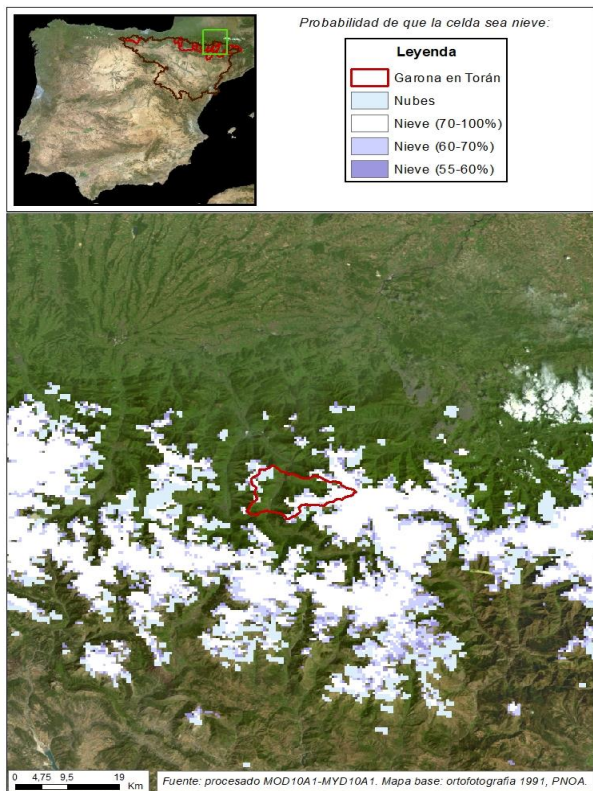 Probabilidad de que la celda sea nieve:
Leyenda
Garona en Torán
Nubes
Nieve (70-100%)
Nieve (60-70%)
Nieve (55-60%)
0 4,75 9,5 19
Km.
Fuente: procesado MOD10A1-MYD10A1. Mapa base: ortofotografia 1991, PNOA.